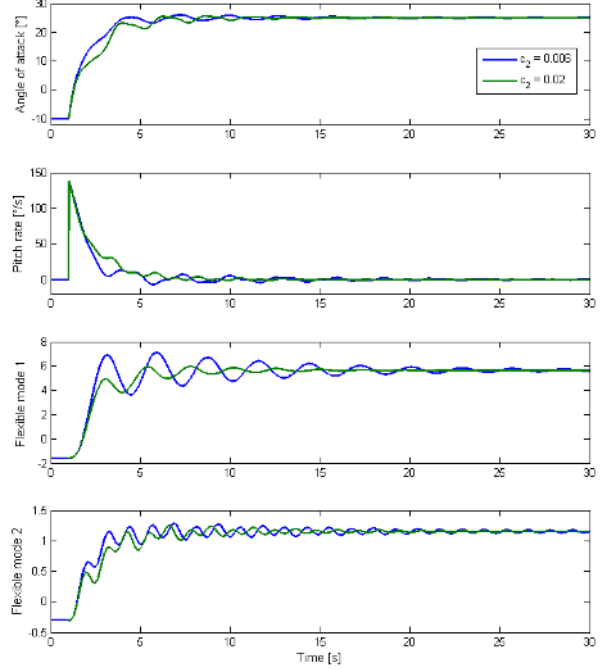 30
20
10
0
-10
Angle of attack [°]
c2 = 0.006
c2 = 0.02
0 5 10 15 20 25 30
150
100
50
0
Pitch rate [°/s]
0 5 10 15 20 25 30
8
6
4
2
0
-2
Flexible mode 1
0 5 10 15 20 25 30
1.5
1
0.5
0
-0.5
Flexible mode 2
0 5 10 15 20 25 30
Time [s]